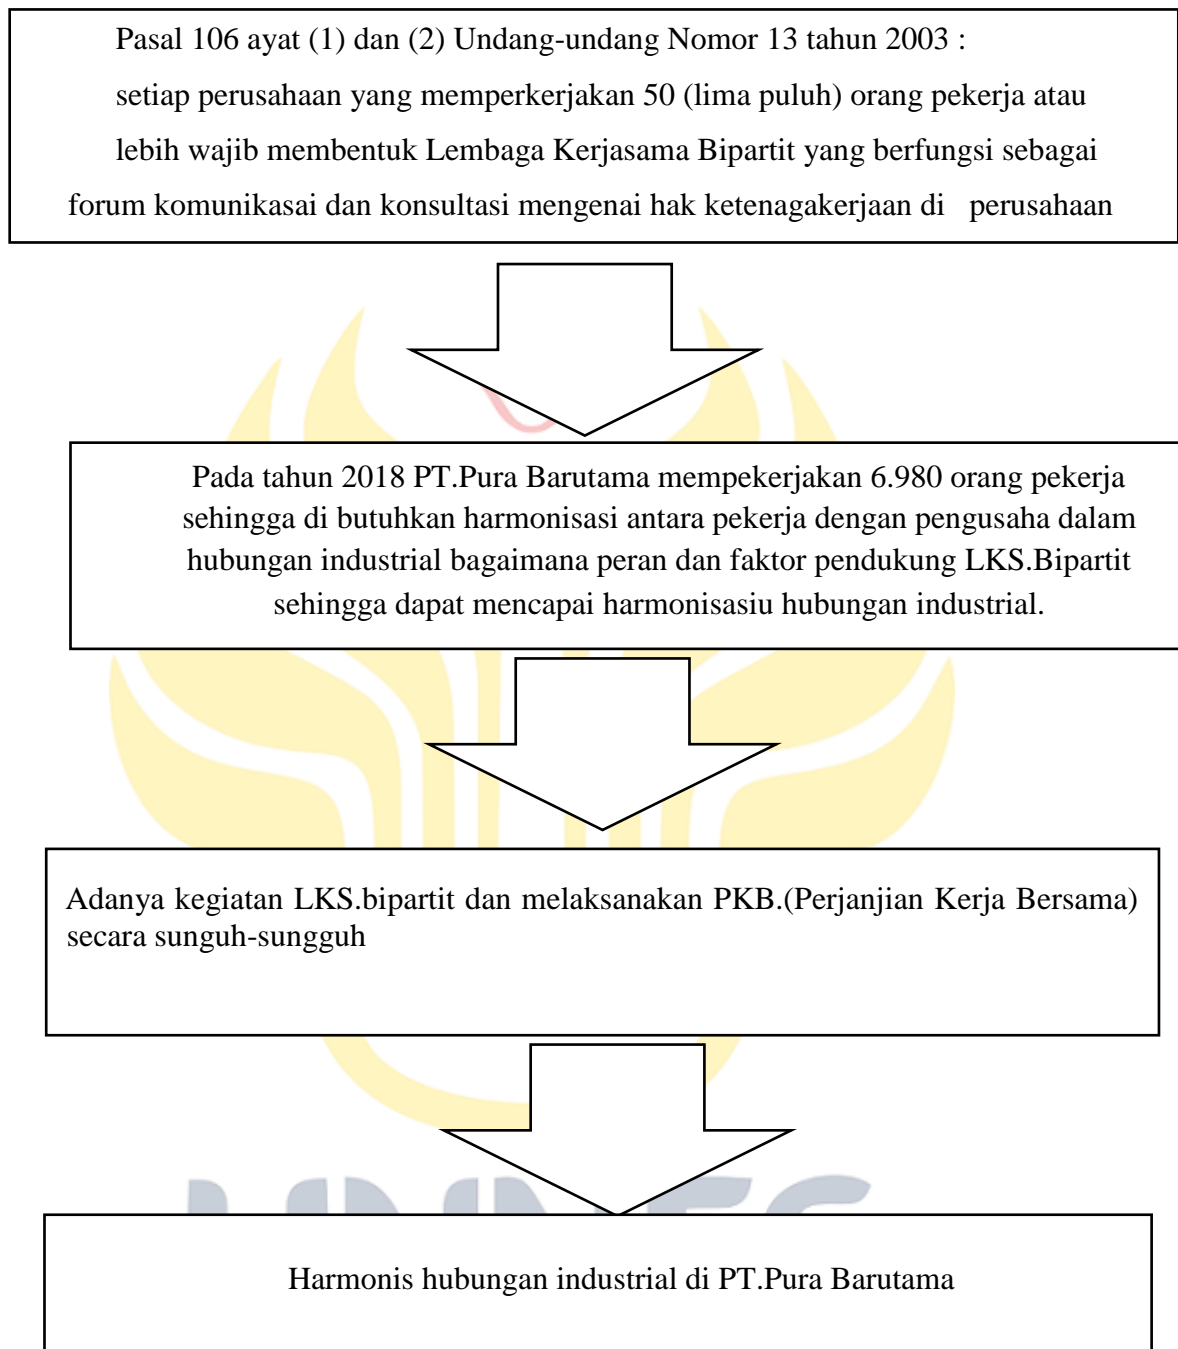 Pasal 106 ayat (1) dan (2) Undang-undang Nomor 13 tahun 2003 :
setiap perusahaan yang memperkerjakan 50 (lima puluh) orang pekerja atau
lebih wajib membentuk Lembaga Kerjasama Bipartit yang berfungsi sebagai
forum komunikasai dan konsultasi mengenai hak ketenagakerjaan di perusahaan
Pada tahun 2018 PT.Pura Barutama mempekerjakan 6.980 orang pekerja
sehingga di butuhkan harmonisasi antara pekerja dengan pengusaha dalam
hubungan industrial bagaimana peran dan faktor pendukung LKS.Bipartit
sehingga dapat mencapai harmonisasiu hubungan industrial.
Adanya kegiatan LKS.bipartit dan melaksanakan PKB.(Perjanjian Kerja Bersama)
secara sunguh-sungguh
Harmonis hubungan industrial di PT.Pura Barutama